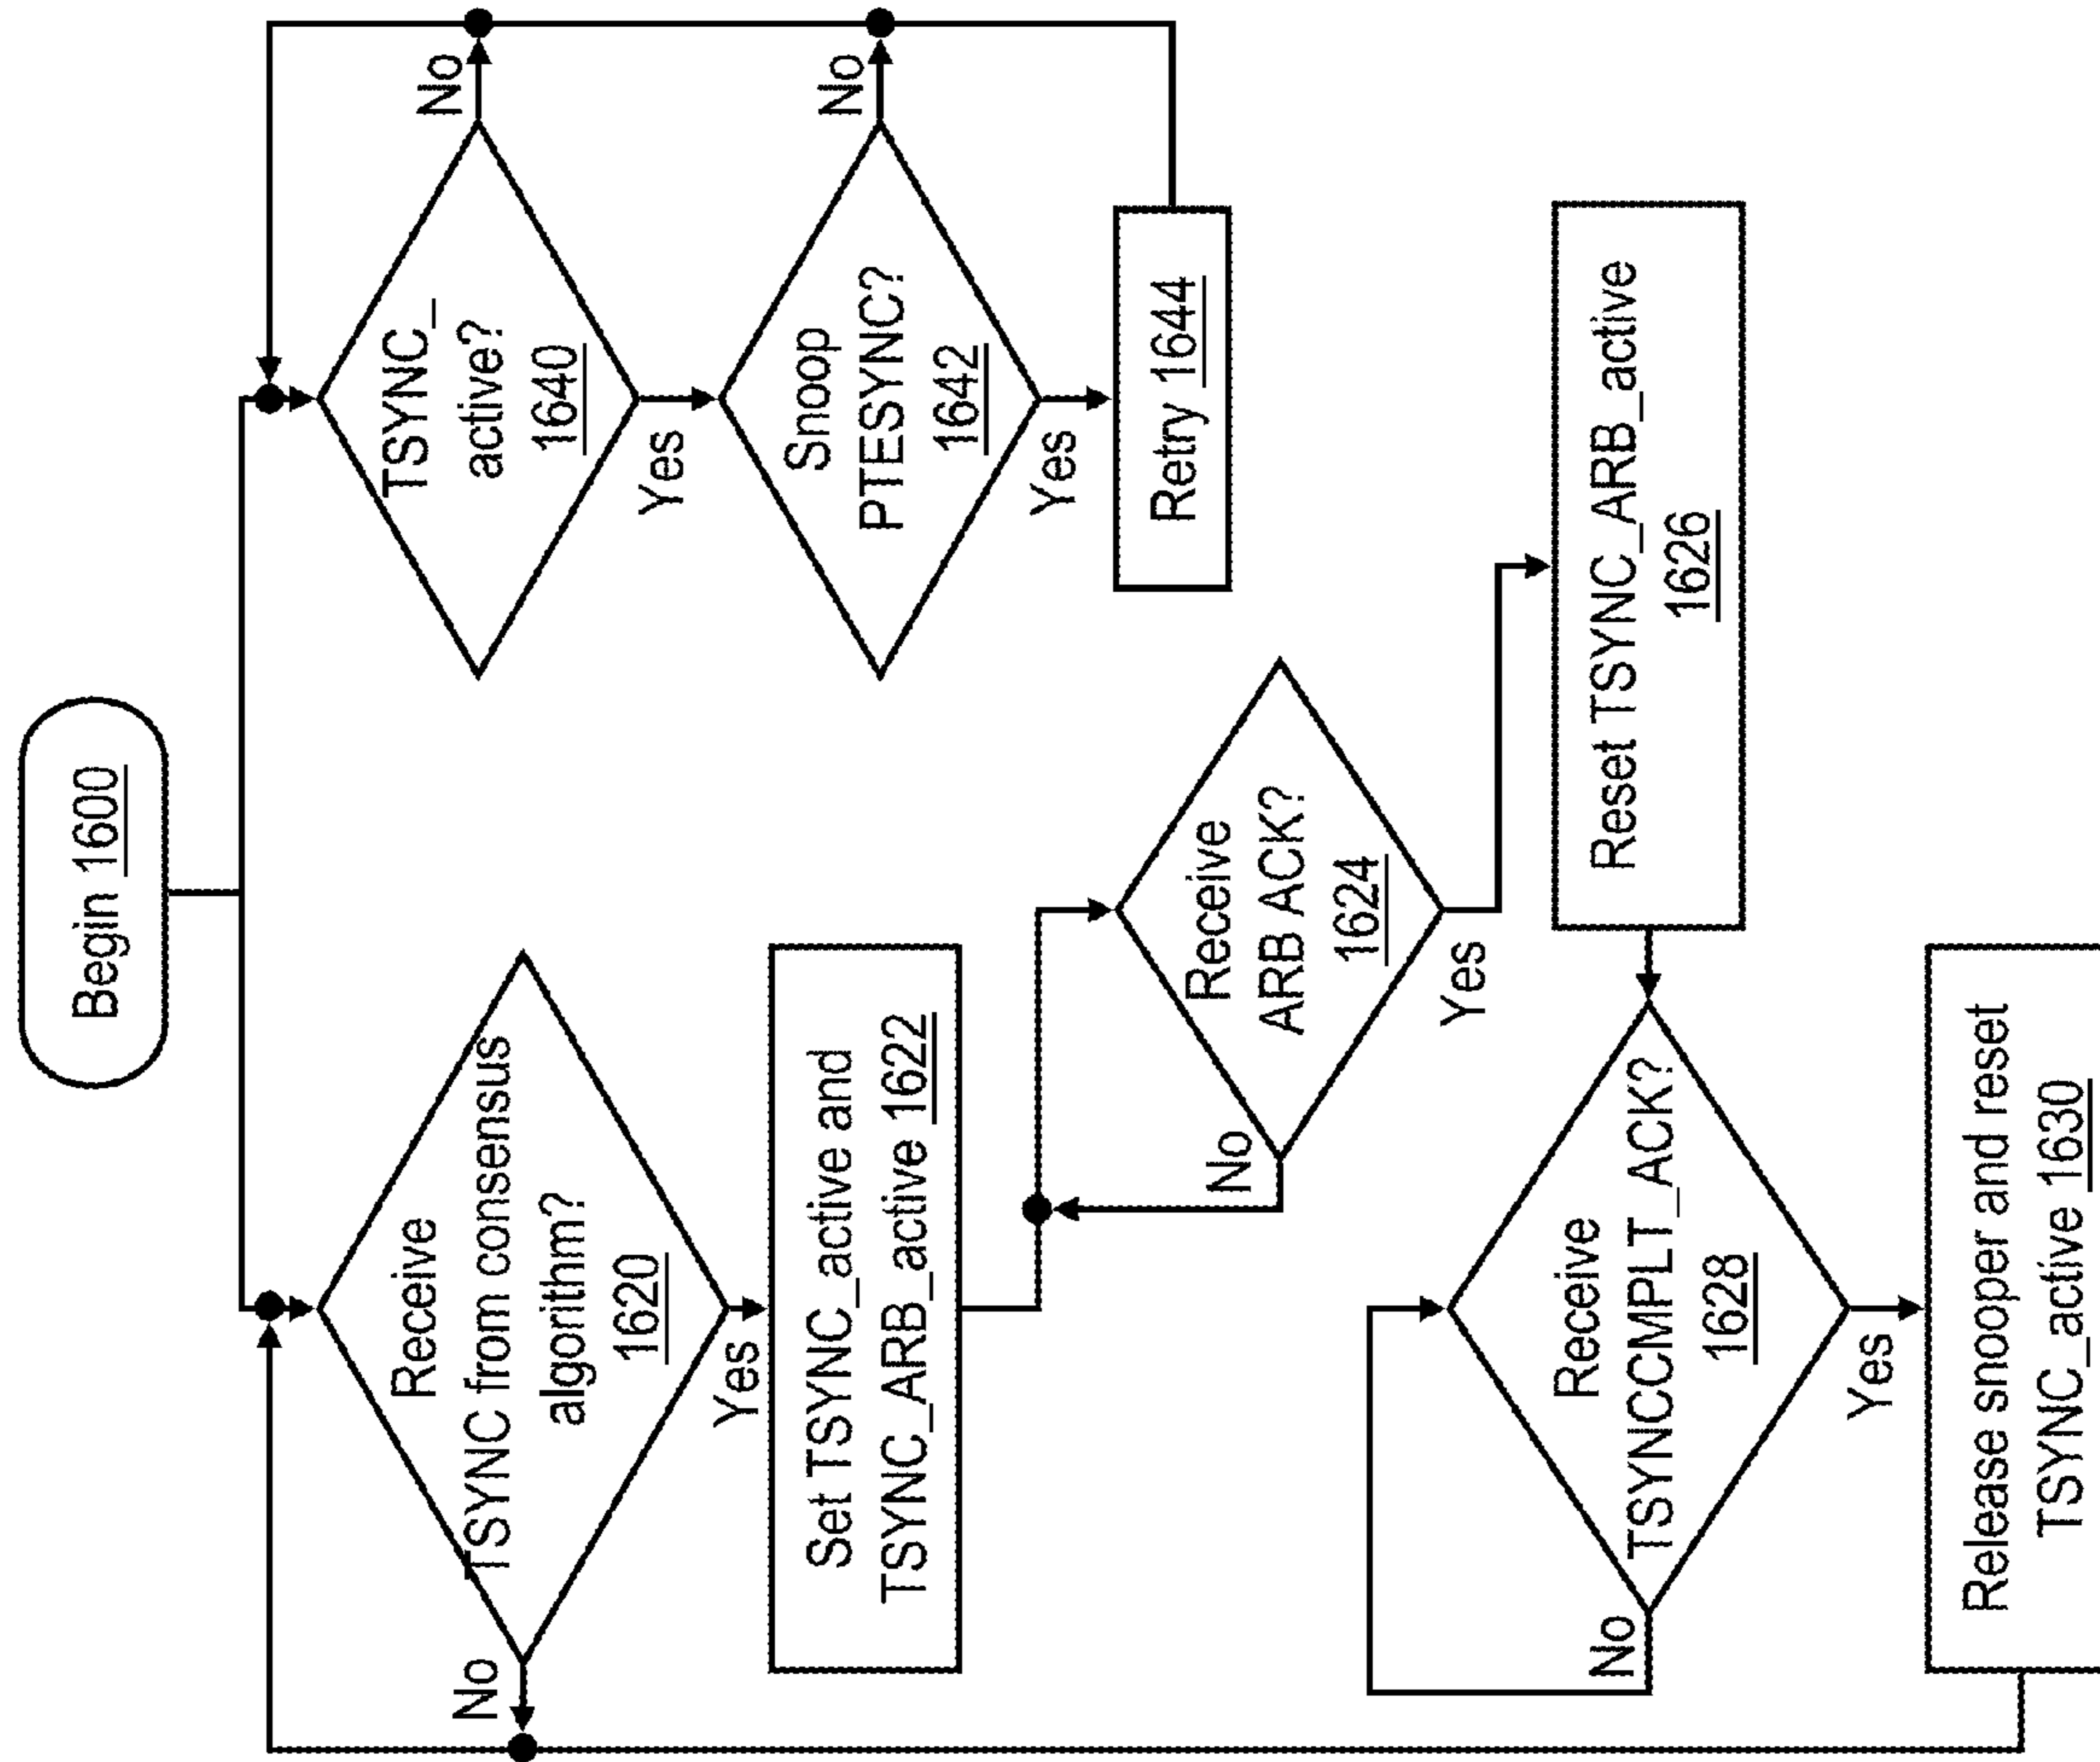 Begin 1600
Receive
TSYNC from consensus
algorithm?
1620
No
Yes
Set TSYNC_active and
TSYNC_ARB_active 1622
Receive
ARB ACK?
1624
No
Yes
Reset TSYNC_ARB_active
1626
Receive
TSYNCCMPLT_ACK?
1628
No
Yes
Release snooper and reset
TSYNC_active 1630
TSYNC_
active?
1640
No
Yes
Snoop
PTESYNC?
1642
No
Yes
Retry 1644